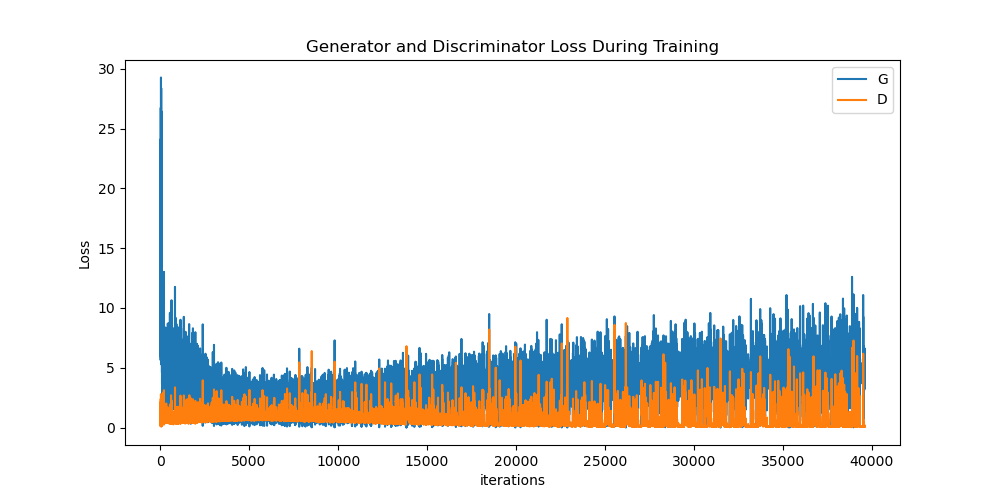 Generator and Discriminator Loss During Training
G
D
30
25
20
15
10
5
0
Loss
0 5000 10000 15000 20000 25000 30000 35000 40000
iterations